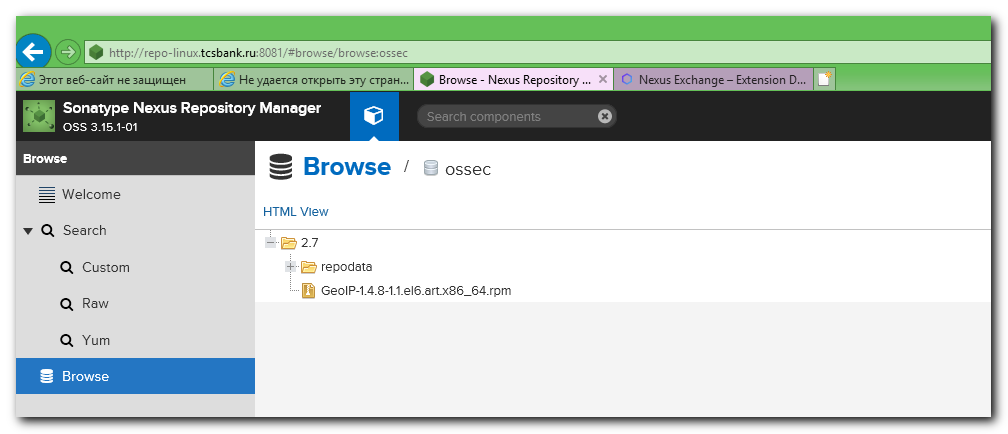 http://repo-linux.tcsbank.ru:8081/#browse/browse:ossec
Этот веб-сайт не защищен
Не удается открыть эту стран...
Browse - Nexus Repository ...
Nexus Exchange – Extension D...
Sonatype Nexus Repository Manager
OSS 3.15.1-01
Search components
Browse
Welcome
Search
Custom
Raw
Yum
Browse
Browse / ossec
HTML View
2.7
repodata
GeoIP-1.4.8-1.1.el6.art.x86_64.rpm